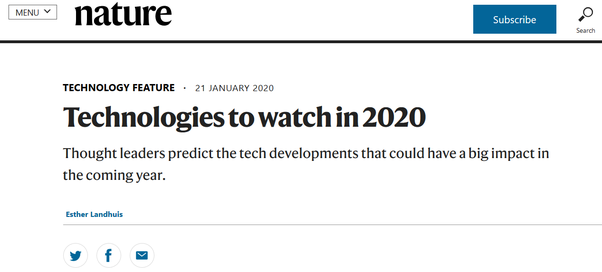 MENU
nature
Subscribe
Search
TECHNOLOGY FEATURE · 21 JANUARY 2020
Technologies to watch in 2020
Thought leaders predict the tech developments that could have a big impact in
the coming year.
Esther Landhuis